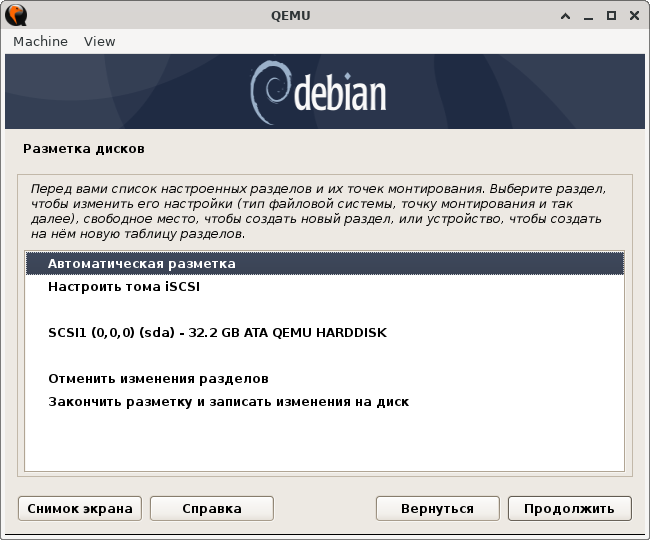 QEMU
Machine View
debian
Разметка дисков
Перед вами список настроенных разделов и их точек монтирования. Выберите раздел,
чтобы изменить его настройки (тип файловой системы, точку монтирования и так
далее), свободное место, чтобы создать новый раздел, или устройство, чтобы создать
на нём новую таблицу разделов.
Автоматическая разметка
Настроить тома iSCSI
SCSI1 (0,0,0) (sda) - 32.2 GB ATA QEMU HARDDISK
Отменить изменения разделов
Закончить разметку и записать изменения на диск
Снимок экрана Справка Вернуться Продолжить